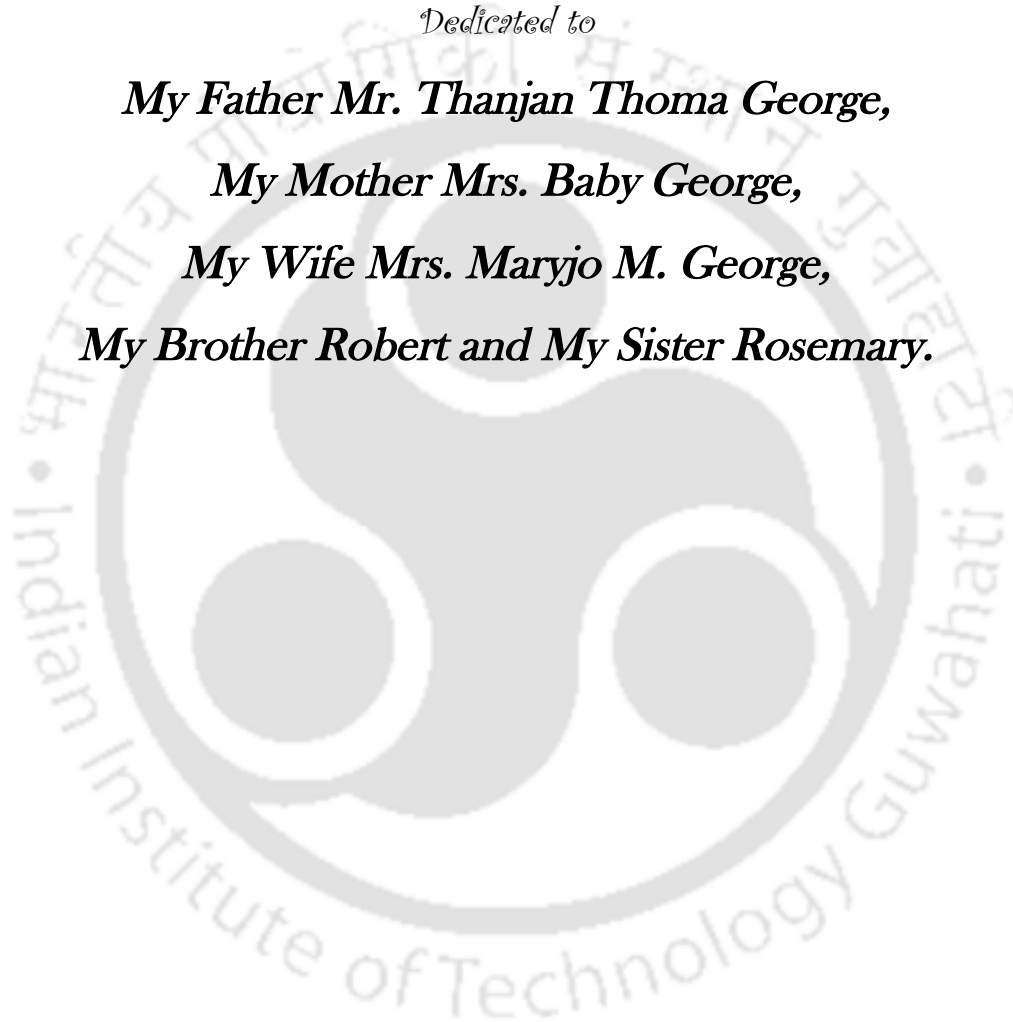 Dedicated to
My Father Mr. Thanjan Thoma George,
My Mother Mrs. Baby George,
My Wife Mrs. Maryjo M. George,
My Brother Robert and My Sister Rosemary.
भारतीय प्रौद्योगिकी संस्थान गुवाहाटी
• Indian Institute of Technology Guwahati •